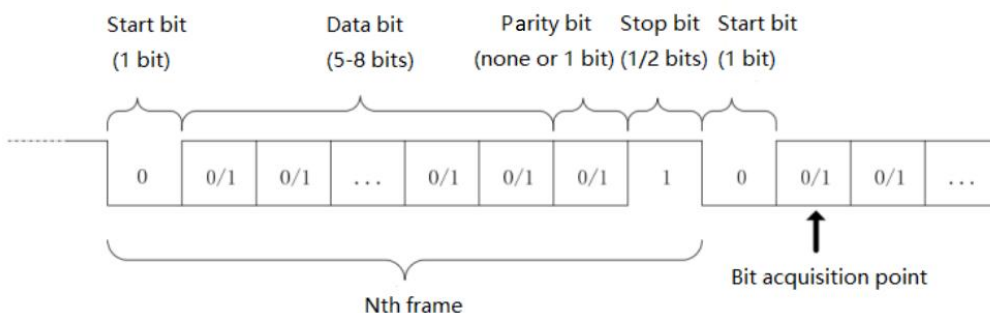 Start bit Data bit Parity bit Stop bit Start bit
(1 bit) (5-8 bits) (none or 1 bit) (1/2 bits) (1 bit)
0 0/1 0/1 ... 0/1 0/1 0/1 1 0 0/1 0/1 ...
Bit acquisition point
Nth frame